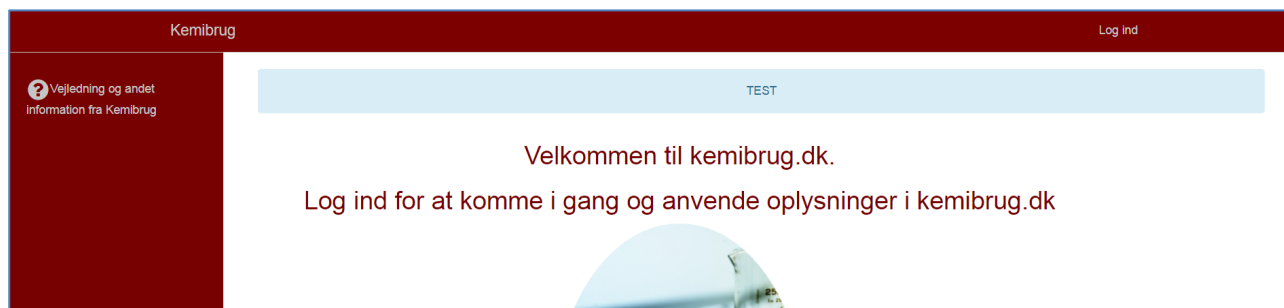 Kemibrug
Log ind
Vejledning og andet
information fra Kemibrug
TEST
Velkommen til kemibrug.dk.
Log ind for at komme i gang og anvende oplysninger i kemibrug.dk
25